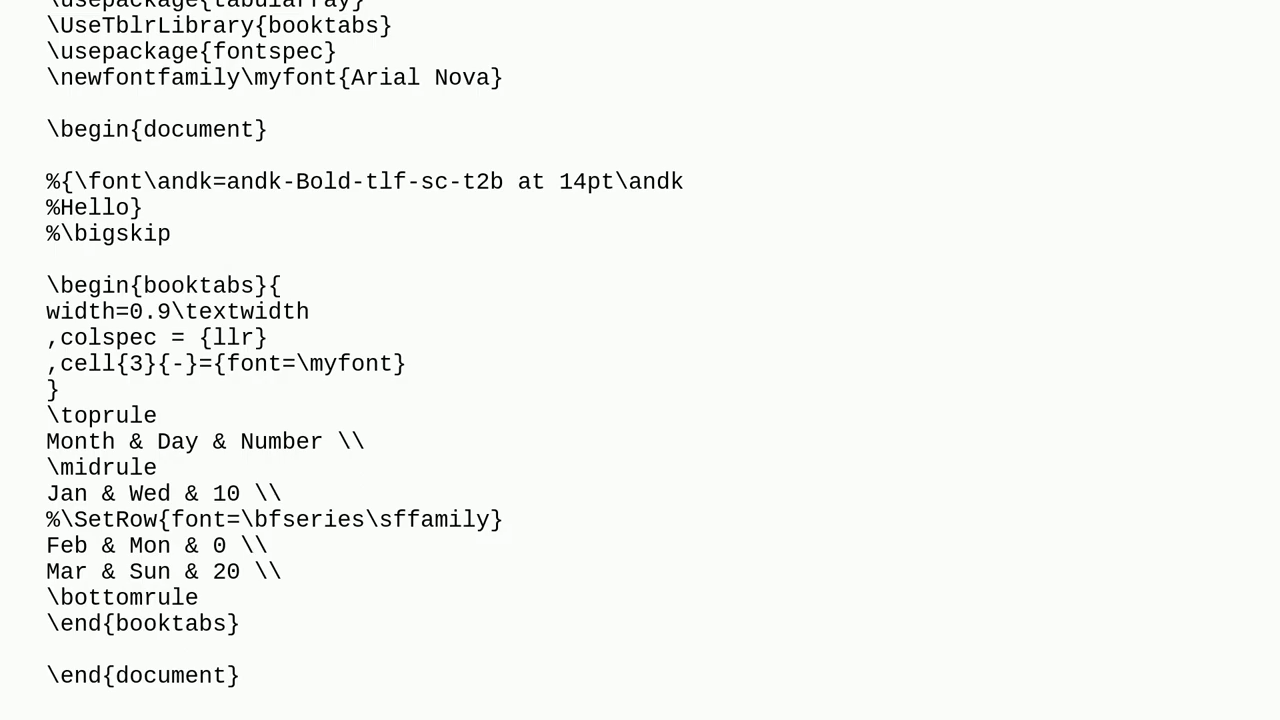 \usepackage{tabularray}
\UseTblrLibrary{booktabs}
\usepackage{fontspec}
\newfontfamily\myfont{Arial Nova}
\begin{document}
%{\font\andk=andk-Bold-tlf-sc-t2b at 14pt\andk
%Hello}
%\bigskip
\begin{booktabs}{
width=0.9\textwidth
,colspec = {llr}
,cell{3}{-}={font=\myfont}
}
\toprule
Month & Day & Number \\
\midrule
Jan & Wed & 10 \\
%\SetRow{font=\bfseries\sffamily}
Feb & Mon & 0 \\
Mar & Sun & 20 \\
\bottomrule
\end{booktabs}
\end{document}